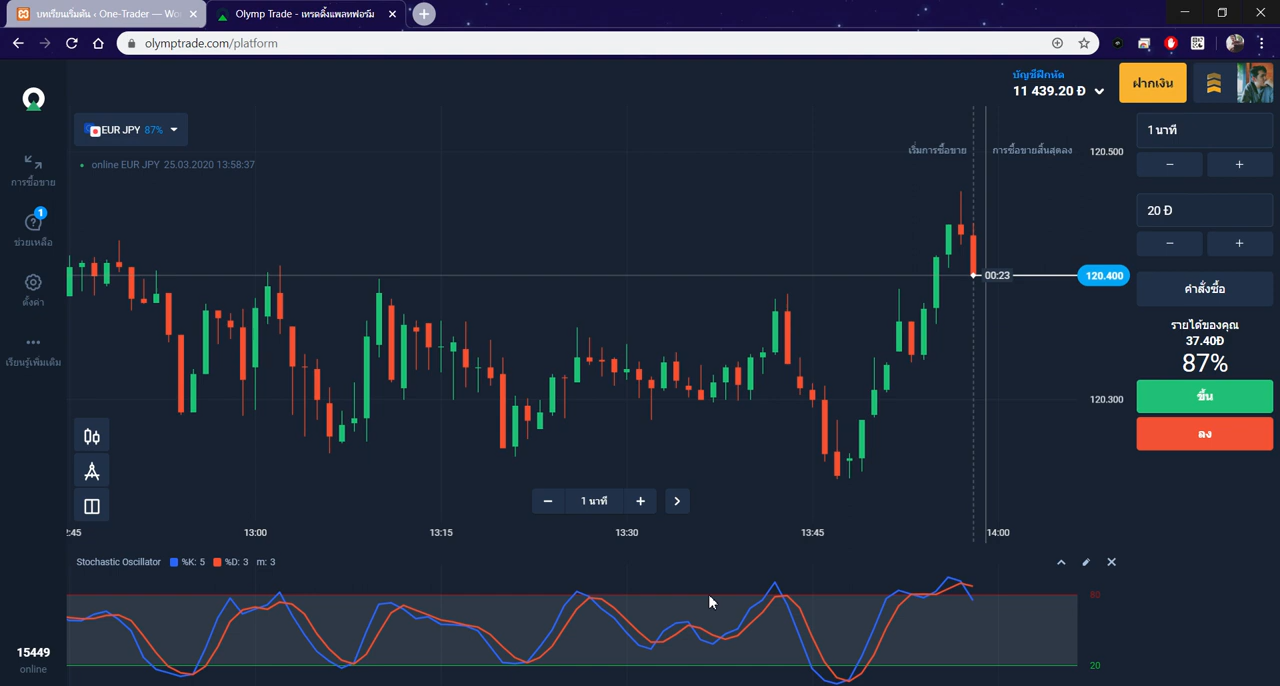 บทเรียนเริ่มต้น ‹ One-Trader — Wo
Olymp Trade - เทรดดิ้งแพลทฟอร์ม
olymptrade.com/platform
บัญชีฝึกหัด
11 439.20 Ð
ฝากเงิน
EUR JPY 87%
online EUR JPY 25.03.2020 13:58:37
เริ่มการซื้อขาย
การซื้อขายสิ้นสุดลง
120.500
1 นาที
− +
การซื้อขาย
1
ช่วยเหลือ
20 Ð
− +
00:23
120.400
ตั้งค่า
คำสั่งซื้อ
รายได้ของคุณ
37.40Ð
87%
เรียนรู้เพิ่มเติม
ขึ้น
120.300
ลง
− 1 นาที +
2:45
13:00
13:15
13:30
13:45
14:00
Stochastic Oscillator %K: 5 %D: 3 m: 3
80
20
15449
online